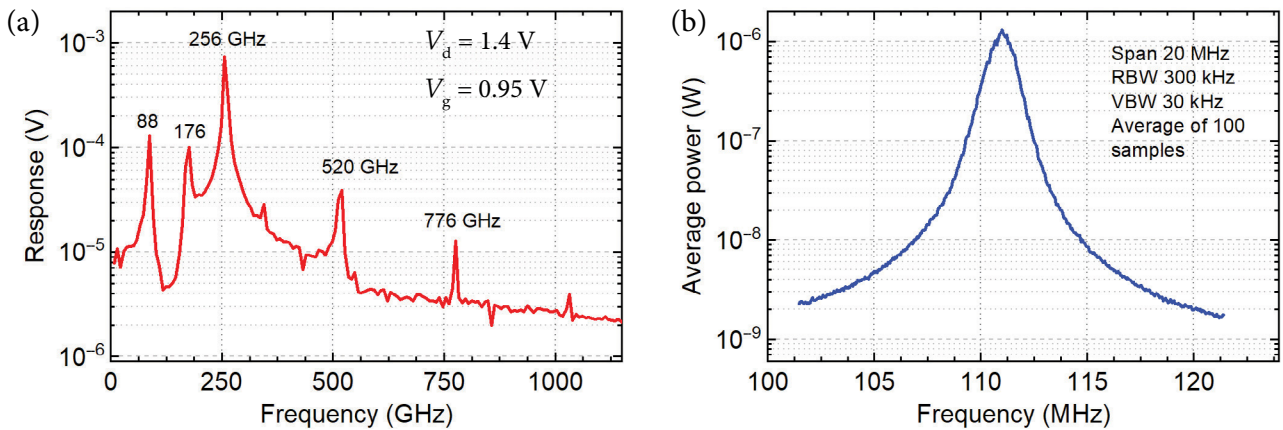 (a)
256 GHz
V_d = 1.4 V
V_g = 0.95 V
88
176
520 GHz
776 GHz
10⁻³
10⁻⁴
10⁻⁵
10⁻⁶
Response (V)
0 250 500 750 1000
Frequency (GHz)
(b)
Span 20 MHz
RBW 300 kHz
VBW 30 kHz
Average of 100
samples
10⁻⁶
10⁻⁷
10⁻⁸
10⁻⁹
Average power (W)
100 105 110 115 120
Frequency (MHz)